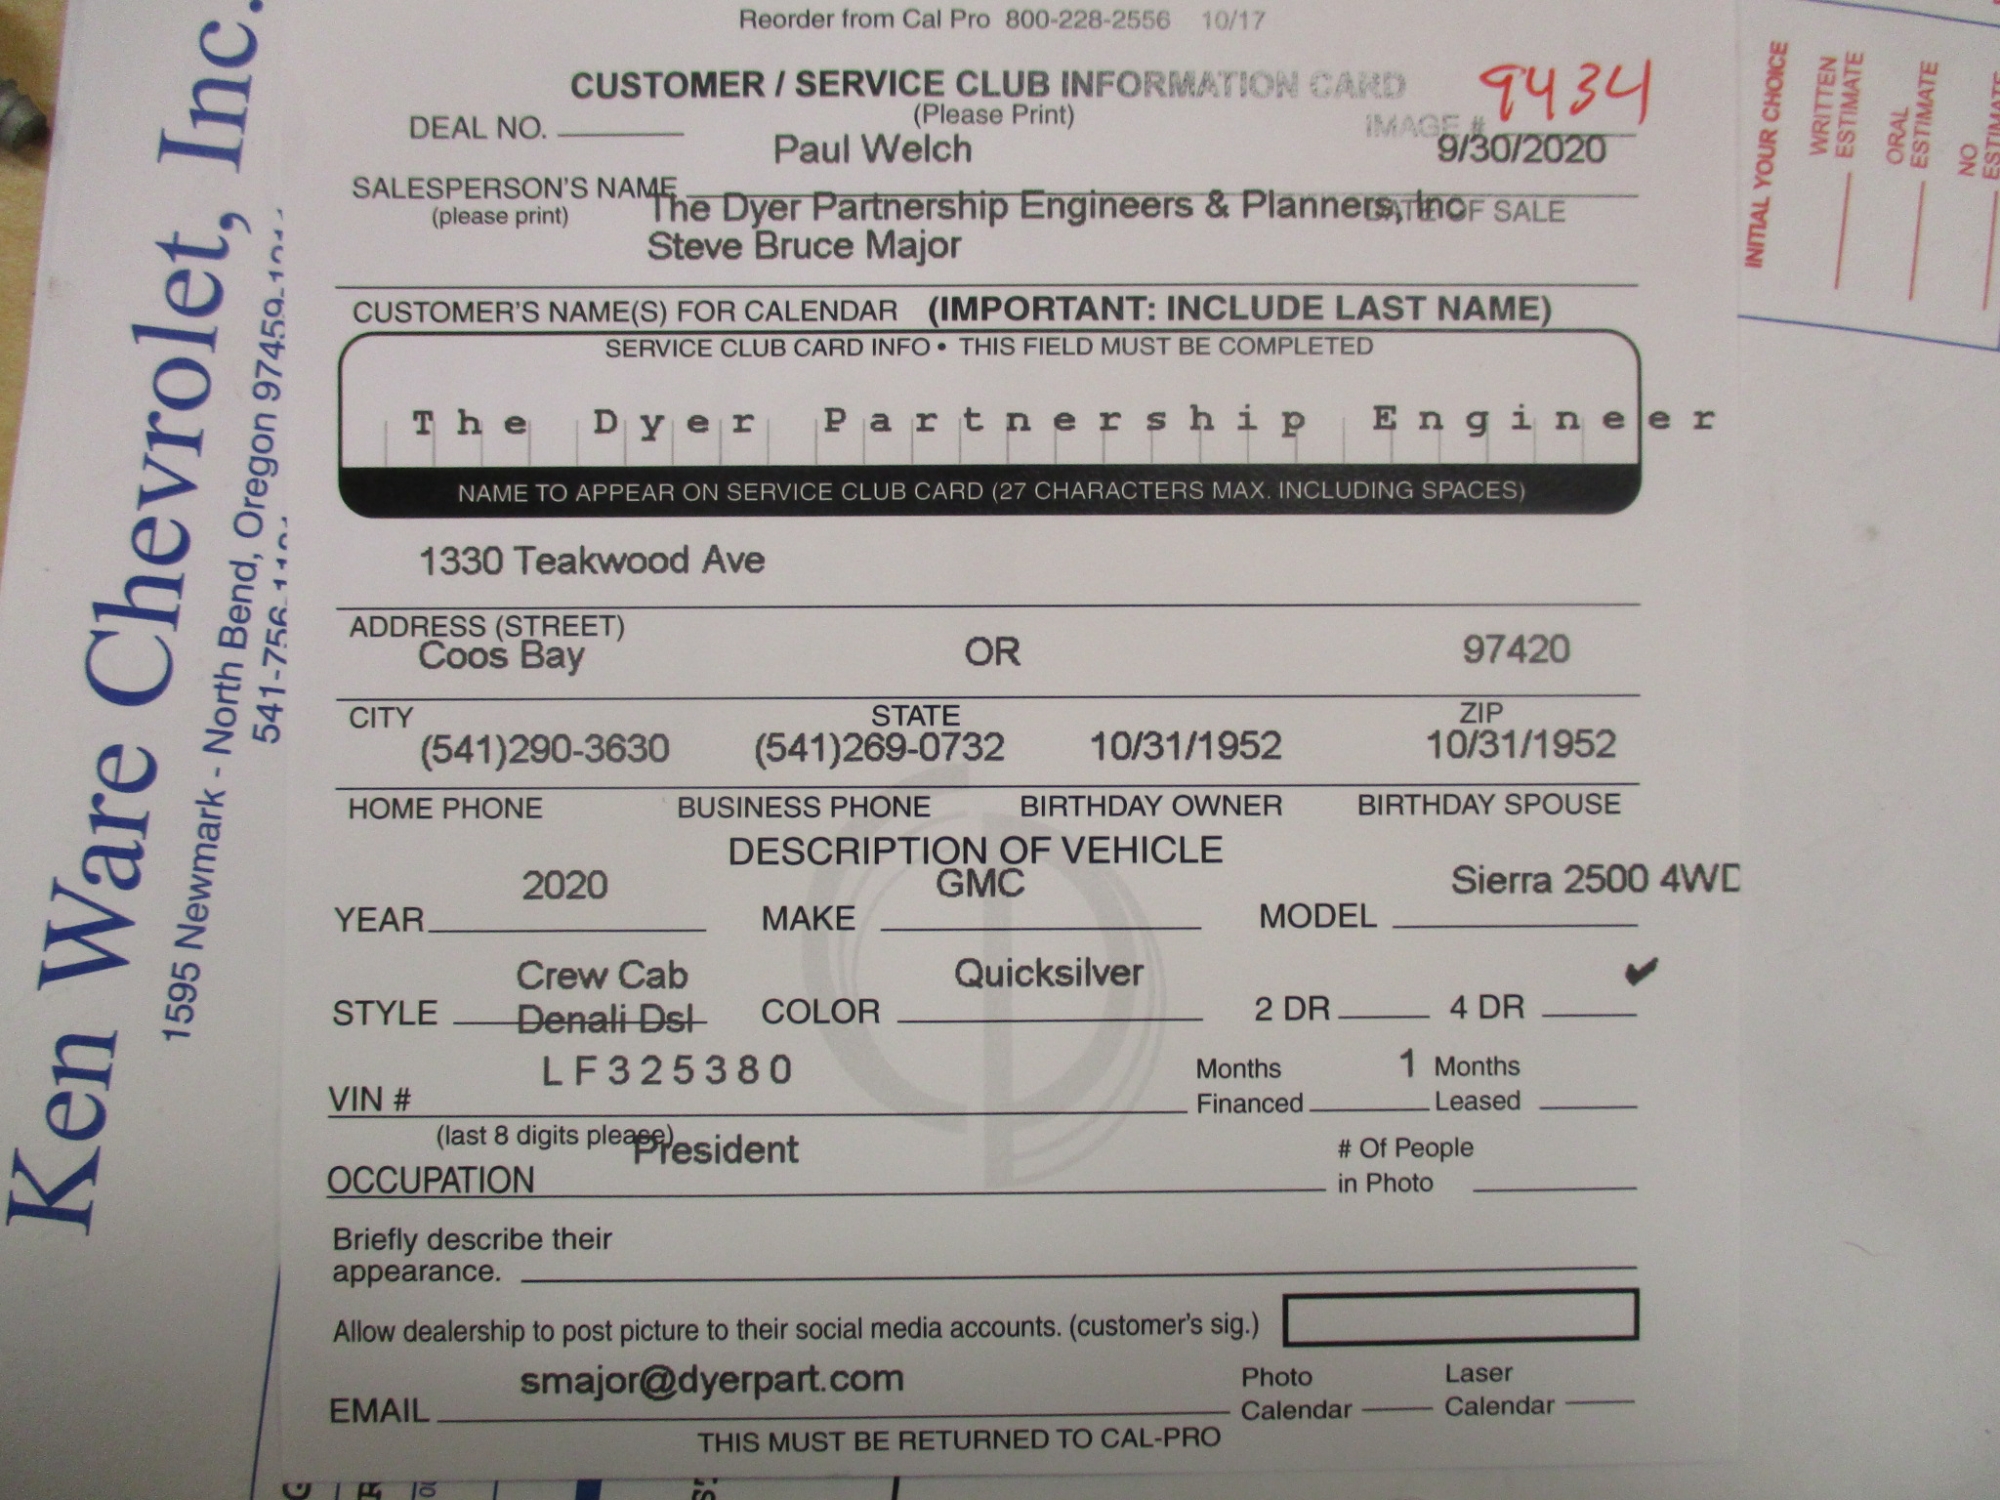 Reorder from Cal Pro 800-228-2556 10/17
CUSTOMER / SERVICE CLUB INFORMATION CARD
(Please Print)
9434
IMAGE #
DEAL NO.
Paul Welch
9/30/2020
SALESPERSON'S NAME
(please print)
DATE OF SALE
The Dyer Partnership Engineers & Planners, Inc
Steve Bruce Major
CUSTOMER'S NAME(S) FOR CALENDAR (IMPORTANT: INCLUDE LAST NAME)
SERVICE CLUB CARD INFO • THIS FIELD MUST BE COMPLETED
The Dyer Partnership Engineer
NAME TO APPEAR ON SERVICE CLUB CARD (27 CHARACTERS MAX. INCLUDING SPACES)
1330 Teakwood Ave
ADDRESS (STREET)
Coos Bay OR 97420
CITY STATE ZIP
(541)290-3630 (541)269-0732 10/31/1952 10/31/1952
HOME PHONE BUSINESS PHONE BIRTHDAY OWNER BIRTHDAY SPOUSE
DESCRIPTION OF VEHICLE
2020 GMC Sierra 2500 4WD
YEAR MAKE MODEL
Crew Cab Quicksilver ✓
STYLE Denali Dsl COLOR 2 DR 4 DR
LF325380
VIN #
(last 8 digits please)
Months 1 Months
Financed Leased
President
OCCUPATION
# Of People
in Photo
Briefly describe their
appearance.
Allow dealership to post picture to their social media accounts. (customer's sig.)
smajor@dyerpart.com
EMAIL
Photo Laser
Calendar Calendar
THIS MUST BE RETURNED TO CAL-PRO
Ken Ware Chevrolet, Inc.
1595 Newmark - North Bend, Oregon 97459
541-756
INITIAL YOUR CHOICE
WRITTEN
ESTIMATE
ORAL
ESTIMATE
NO
ESTIMATE